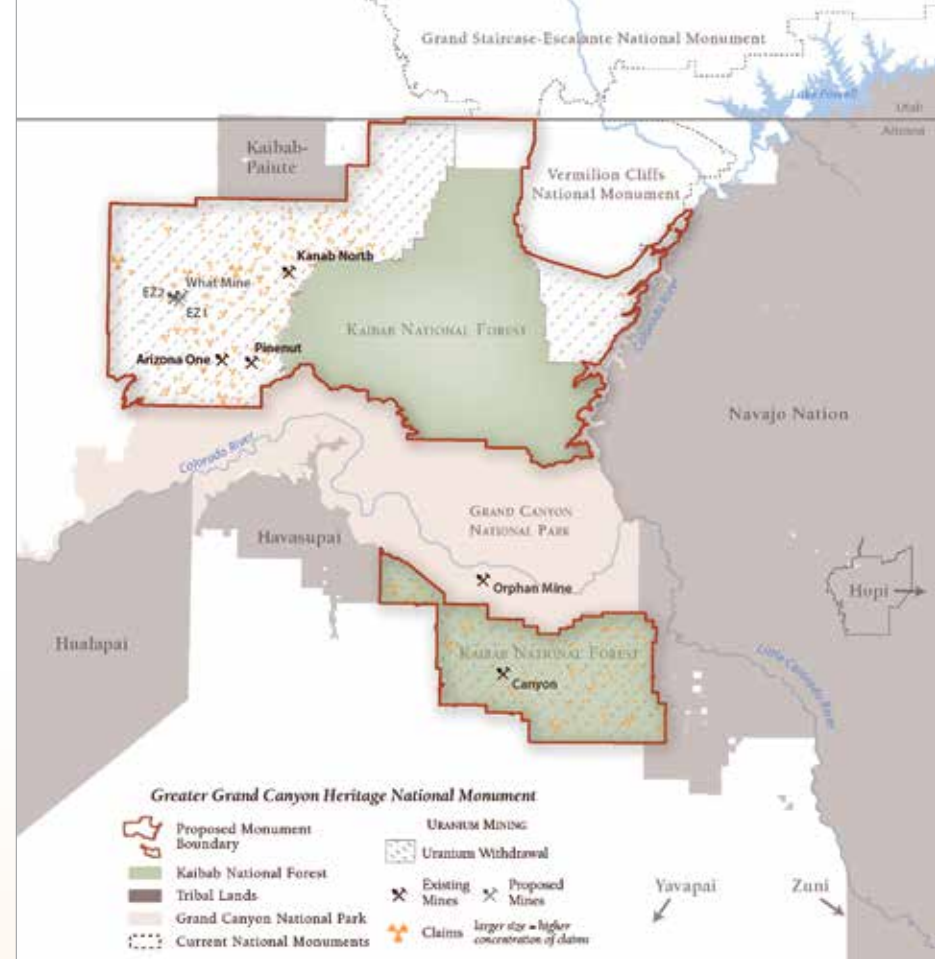 Grand Staircase-Escalante National Monument
Lake Powell
Utah
Arizona
Kaibab-
Paiute
Vermilion Cliffs
National Monument
Kanab North
What Mine
EZ2
EZ1
Kaibab National Forest
Colorado River
Arizona One
Pinenut
Navajo Nation
Colorado River
Grand Canyon
National Park
Havasupai
Orphan Mine
Hopi
Hualapai
Kaibab National Forest
Little Colorado River
Canyon
Greater Grand Canyon Heritage National Monument
Proposed Monument
Boundary
Kaibab National Forest
Tribal Lands
Grand Canyon National Park
Current National Monuments
Uranium Mining
Uranium Withdrawal
Existing
Mines
Proposed
Mines
Claims
larger size = higher
concentration of claims
Yavapai
Zuni